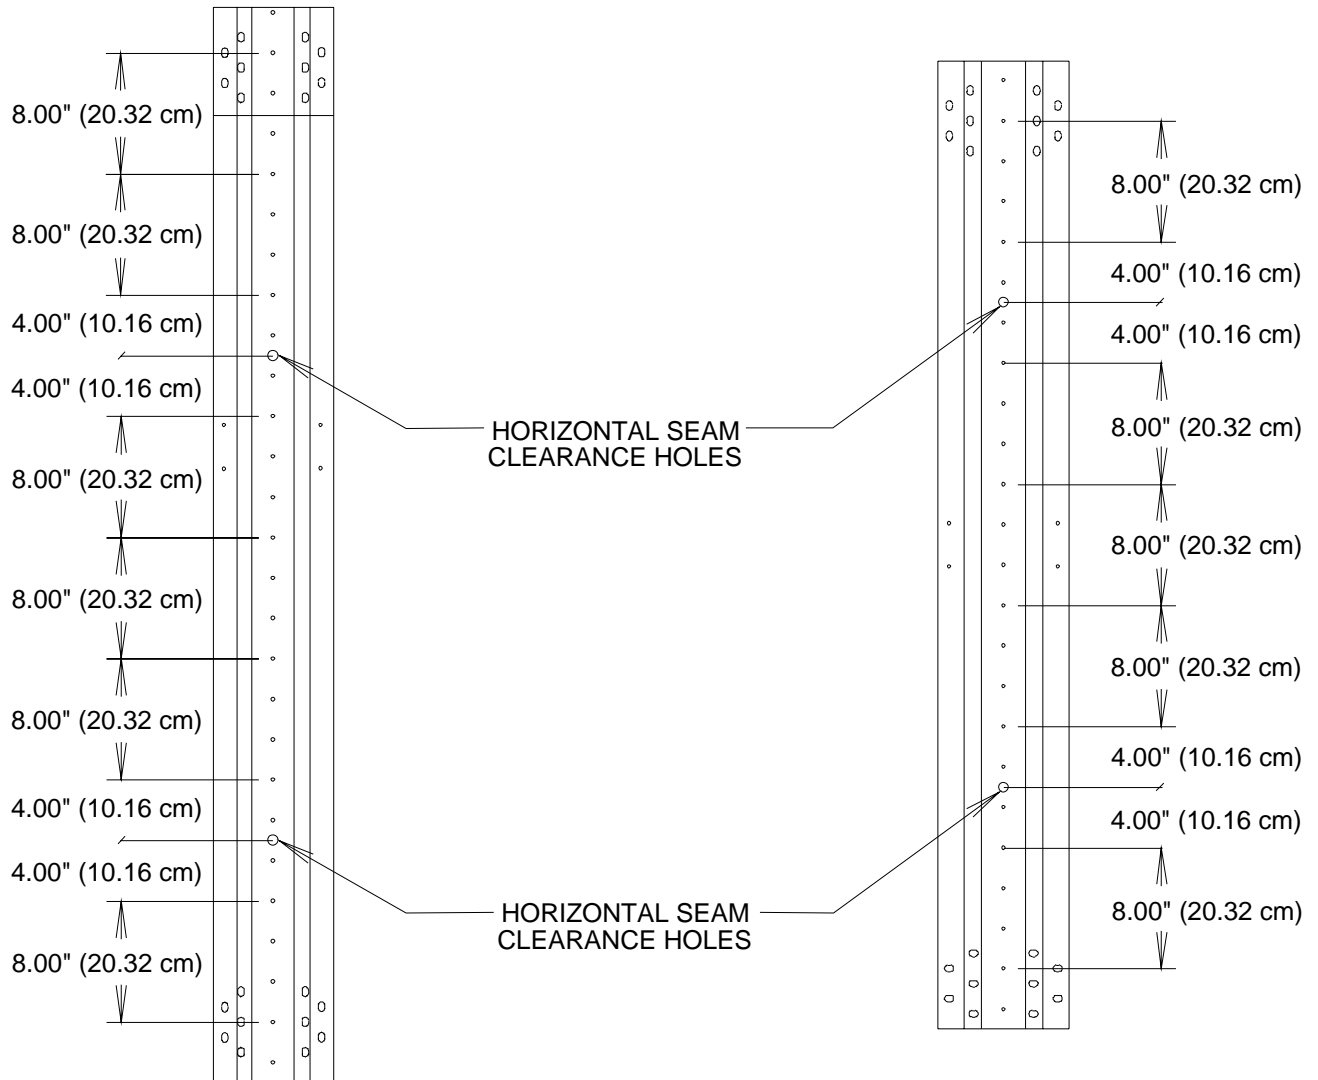 8.00" (20.32 cm)
8.00" (20.32 cm)
4.00" (10.16 cm)
4.00" (10.16 cm)
8.00" (20.32 cm)
8.00" (20.32 cm)
8.00" (20.32 cm)
4.00" (10.16 cm)
4.00" (10.16 cm)
8.00" (20.32 cm)
HORIZONTAL SEAM
CLEARANCE HOLES
HORIZONTAL SEAM
CLEARANCE HOLES
8.00" (20.32 cm)
4.00" (10.16 cm)
4.00" (10.16 cm)
8.00" (20.32 cm)
8.00" (20.32 cm)
8.00" (20.32 cm)
4.00" (10.16 cm)
4.00" (10.16 cm)
8.00" (20.32 cm)